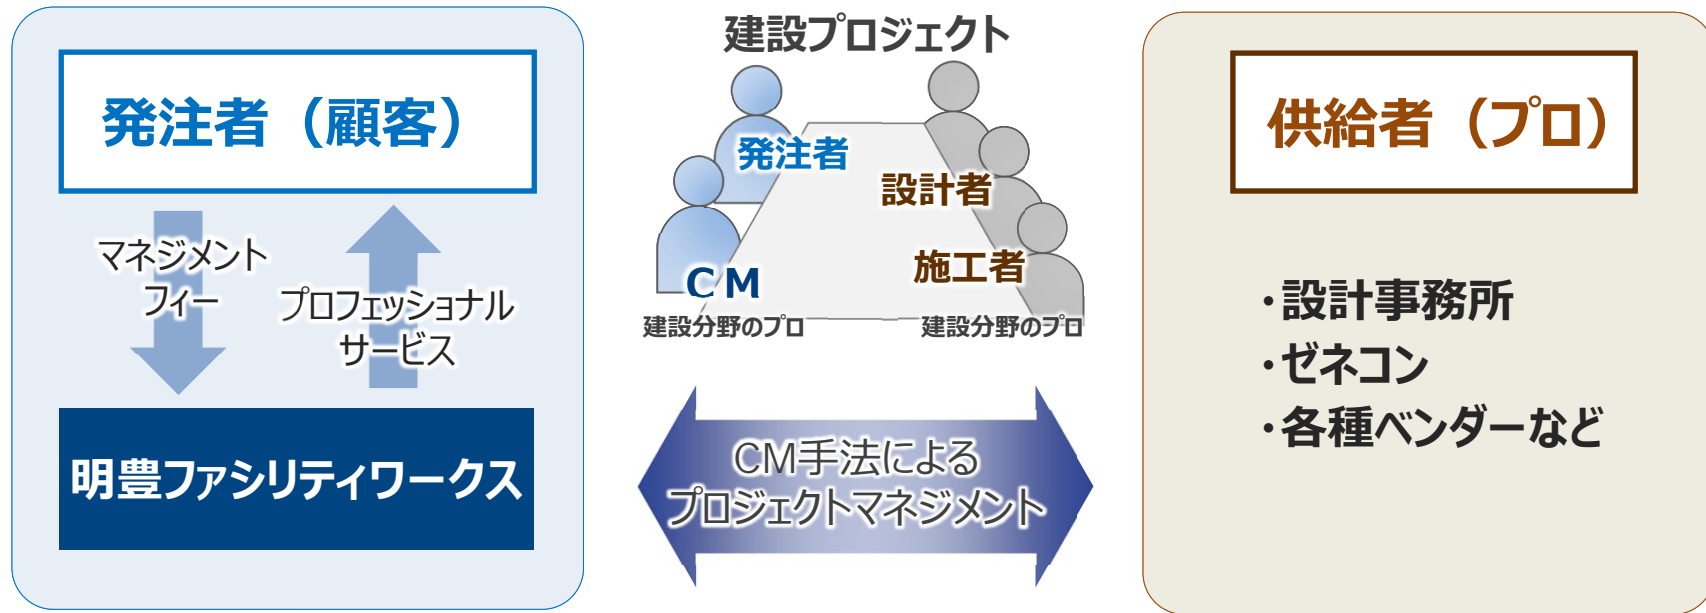 発注者（顧客）
マネジメント
フィー
プロフェッショナル
サービス
明豊ファシリティワークス
建設プロジェクト
発注者
設計者
CM
施工者
建設分野のプロ
建設分野のプロ
CM手法による
プロジェクトマネジメント
供給者（プロ）
・設計事務所
・ゼネコン
・各種ベンダーなど